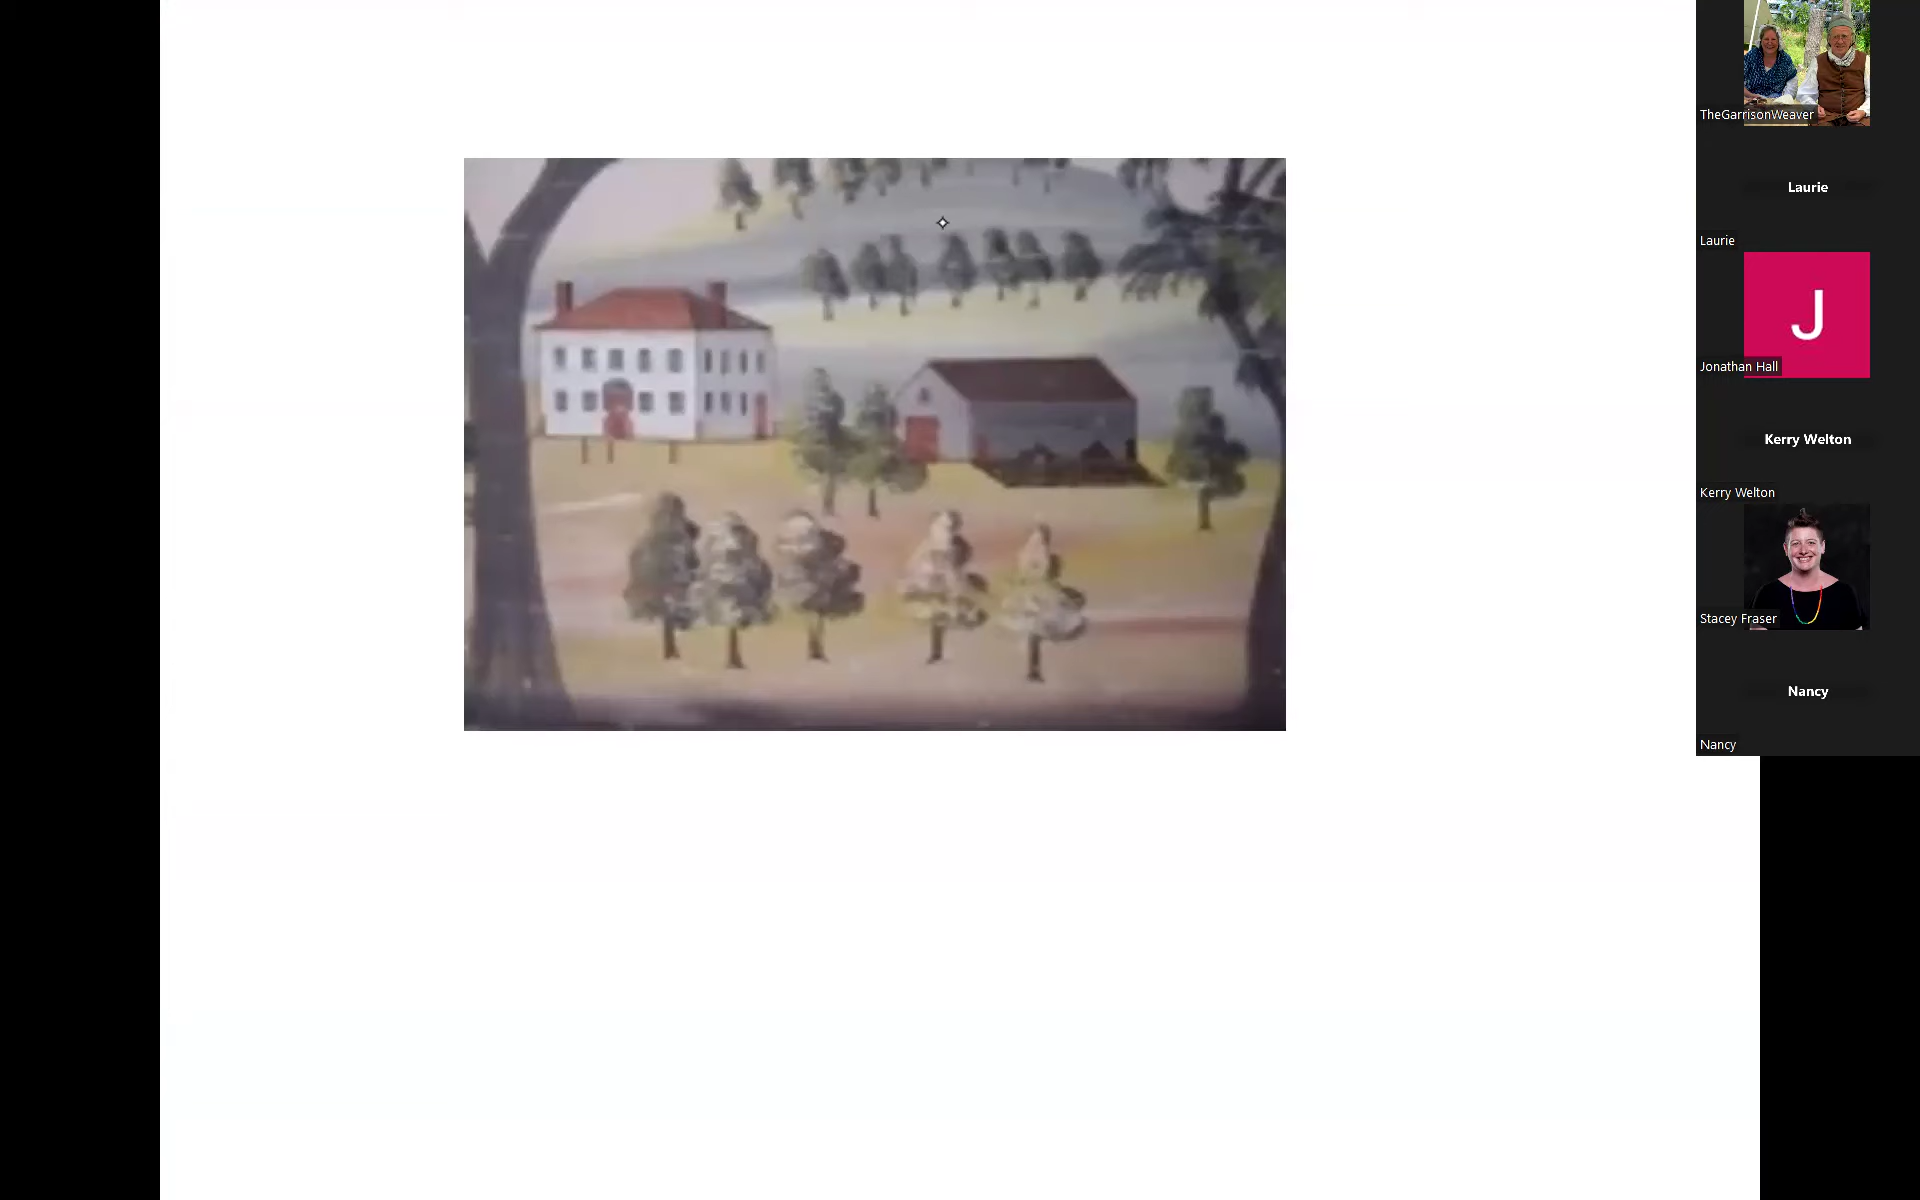 TheGarrisonWeaver
Laurie
Laurie
J
Jonathan Hall
Kerry Welton
Kerry Welton
Stacey Fraser
Nancy
Nancy